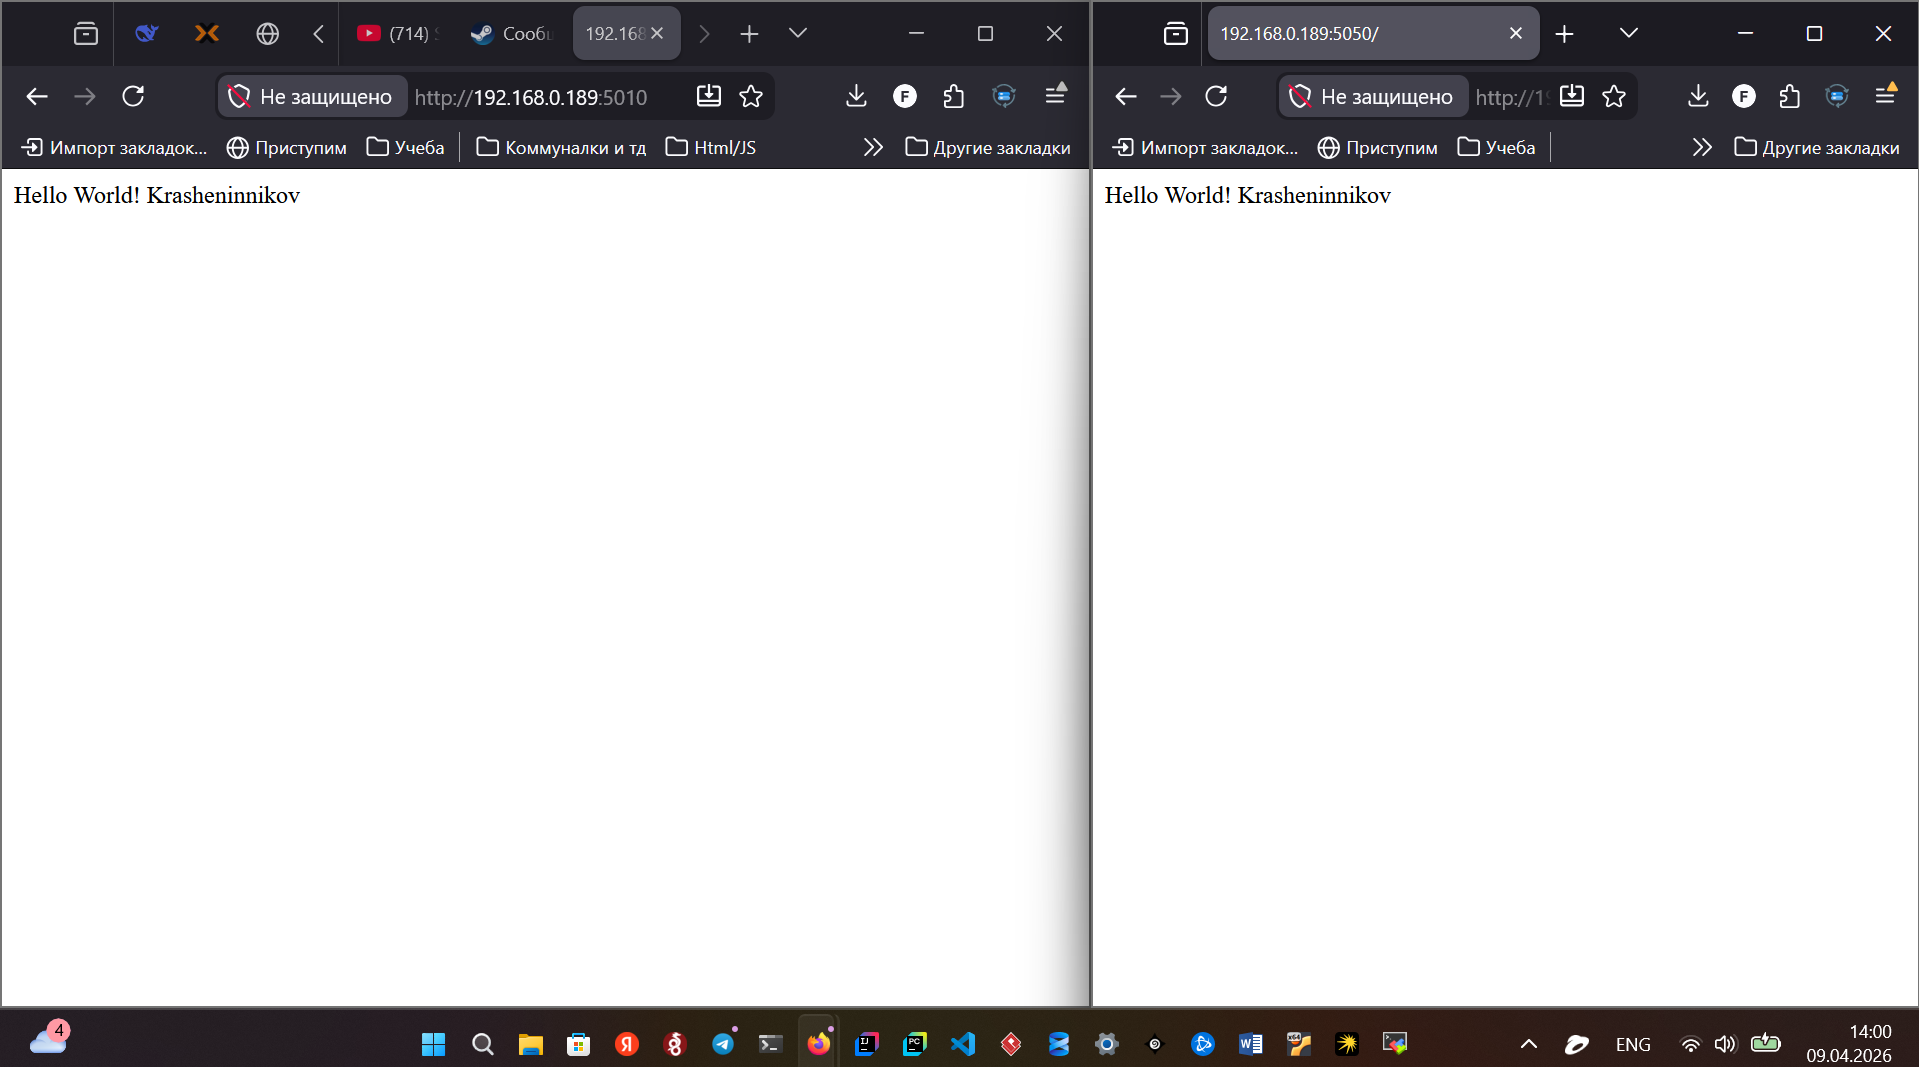 (714)
Сооб
192.168
Не защищено
http://192.168.0.189:5010
Импорт закладок...
Приступим
Учеба
Коммуналки и тд
Html/JS
Другие закладки
Hello World! Krasheninnikov
192.168.0.189:5050/
Не защищено
http://19
Импорт закладок...
Приступим
Учеба
Другие закладки
Hello World! Krasheninnikov
4
ENG
14:00
09.04.2026